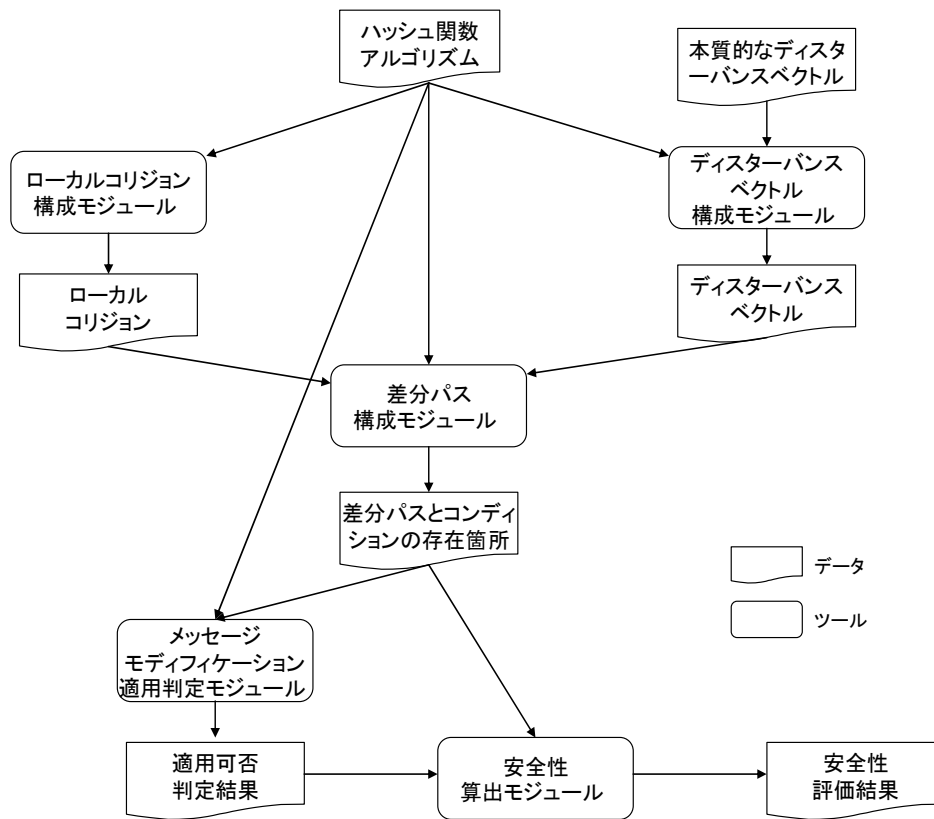 ハッシュ関数
アルゴリズム
本質的なディスタ
ーバンスベクトル
ローカルコリジョン
構成モジュール
ディスターバンス
ベクトル
構成モジュール
ローカル
コリジョン
ディスターバンス
ベクトル
差分パス
構成モジュール
差分パスとコンディ
ションの存在箇所
データ
ツール
メッセージ
モディフィケーション
適用判定モジュール
適用可否
判定結果
安全性
算出モジュール
安全性
評価結果